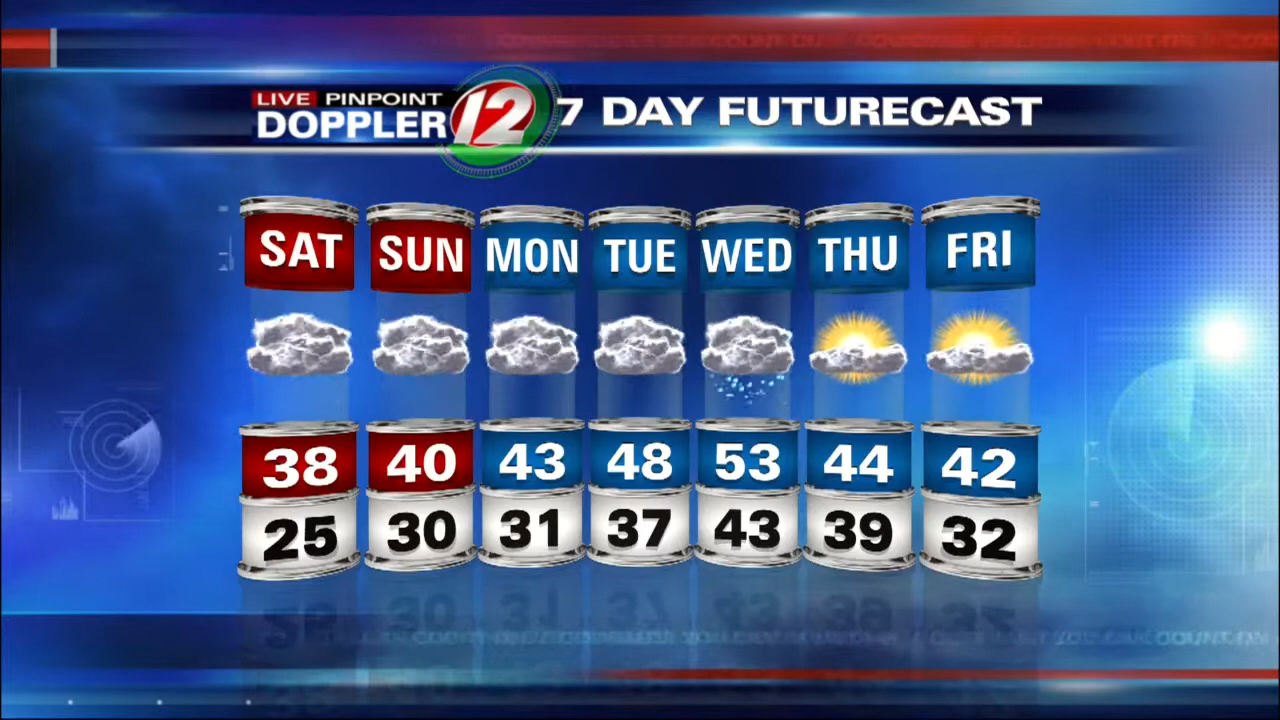 LIVE PINPOINT
DOPPLER 12 7 DAY FUTURECAST
SAT SUN MON TUE WED THU FRI
38 40 43 48 53 44 42
25 30 31 37 43 39 32